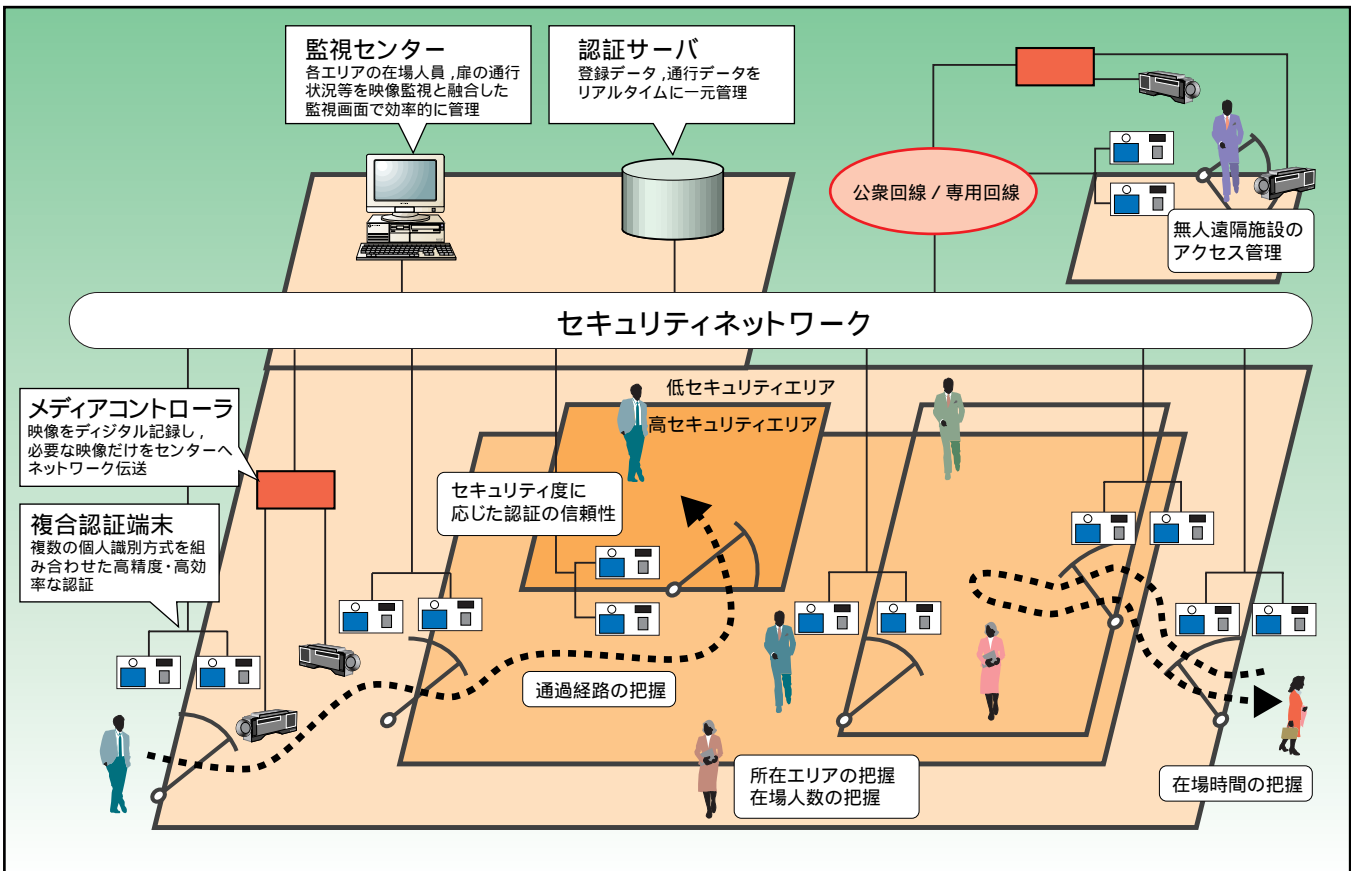 監視センター
各エリアの在場人員,扉の通行
状況等を映像監視と融合した
監視画面で効率的に管理
認証サーバ
登録データ,通行データを
リアルタイムに一元管理
公衆回線 / 専用回線
無人遠隔施設の
アクセス管理
セキュリティネットワーク
メディアコントローラ
映像をディジタル記録し,
必要な映像だけをセンターへ
ネットワーク伝送
複合認証端末
複数の個人識別方式を組
み合わせた高精度・高効
率な認証
低セキュリティエリア
高セキュリティエリア
セキュリティ度に
応じた認証の信頼性
通過経路の把握
所在エリアの把握
在場人数の把握
在場時間の把握